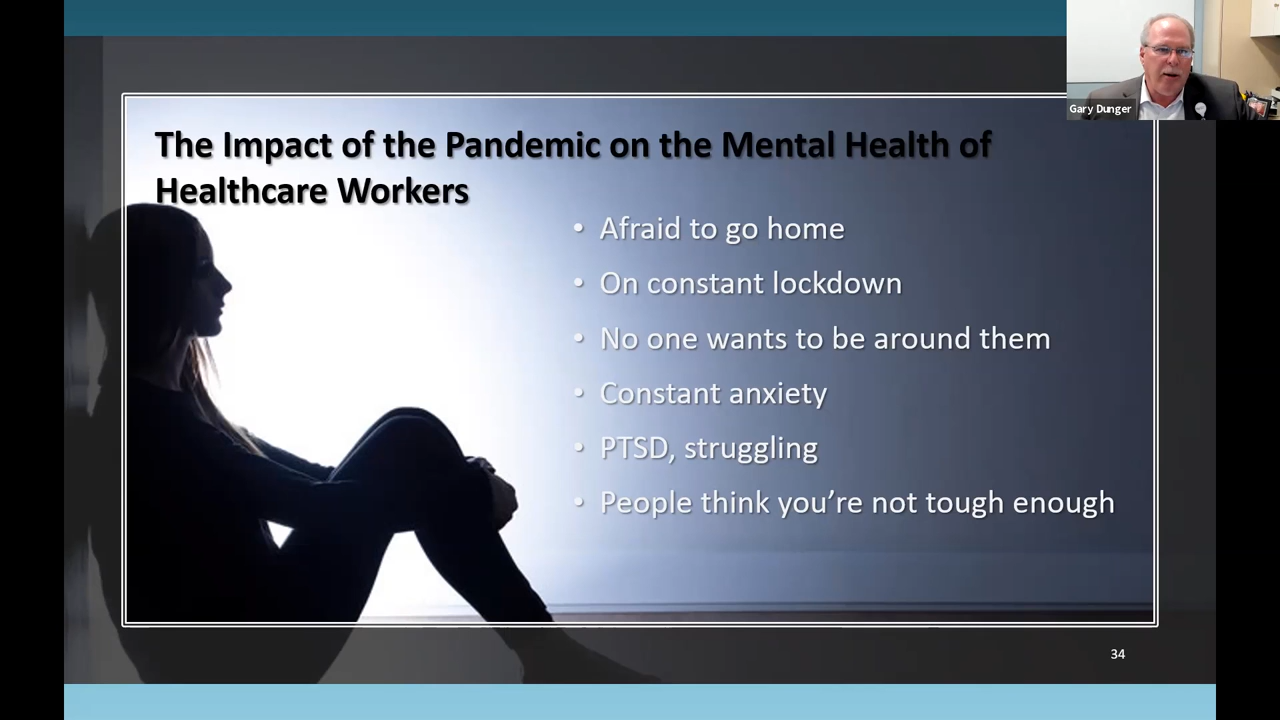 The Impact of the Pandemic on the Mental Health of
Healthcare Workers
• Afraid to go home
• On constant lockdown
• No one wants to be around them
• Constant anxiety
• PTSD, struggling
• People think you’re not tough enough
34
Gary Dunger